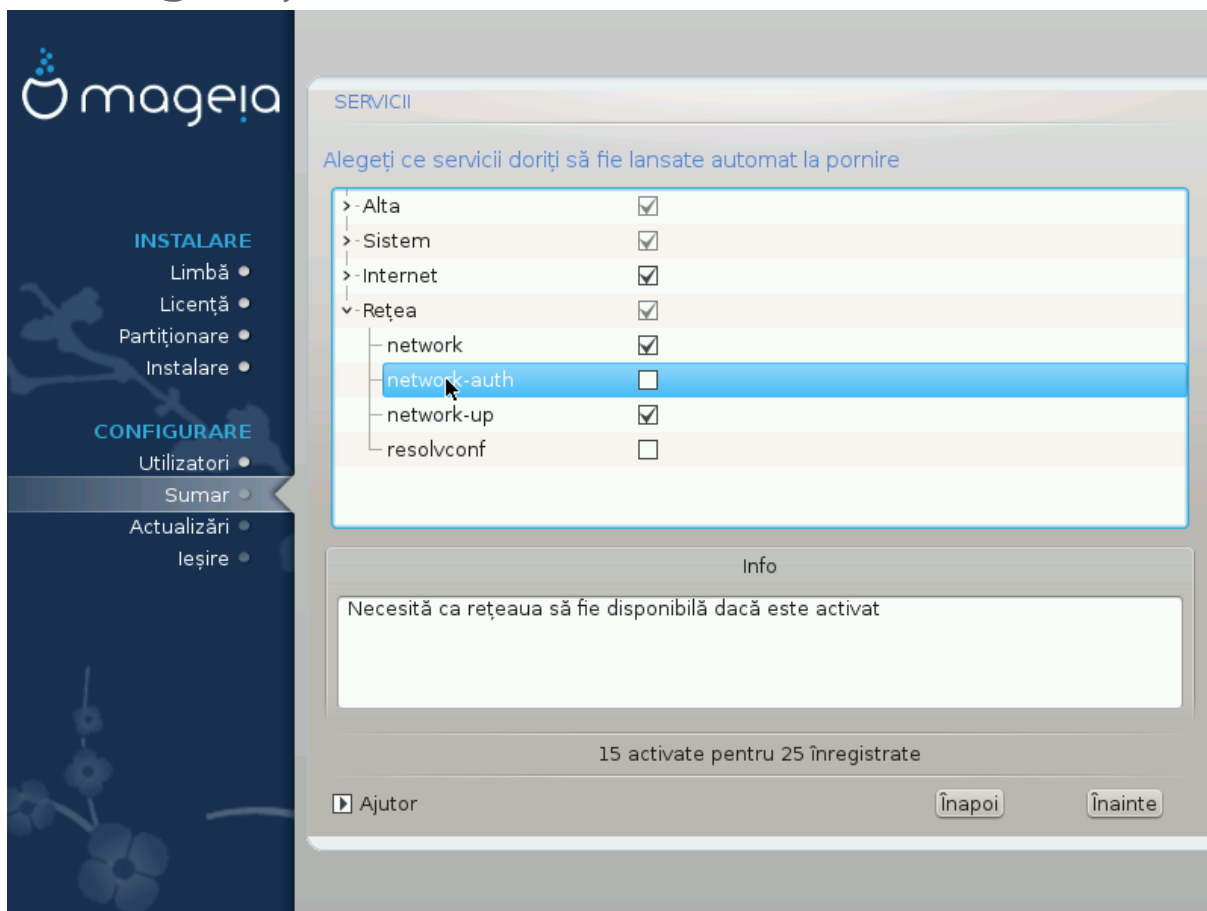 mageia
INSTALARE
Limbă
Licență
Partiționare
Instalare
CONFIGURARE
Utilizatori
Sumar
Actualizări
Ieșire
SERVICII
Alegeți ce servicii doriți să fie lansate automat la pornire
Alta
Sistem
Internet
Rețea
network
network-auth
network-up
resolvconf
Info
Necesită ca rețeaua să fie disponibilă dacă este activat
15 activate pentru 25 înregistrate
Ajutor
Înapoi
Înainte